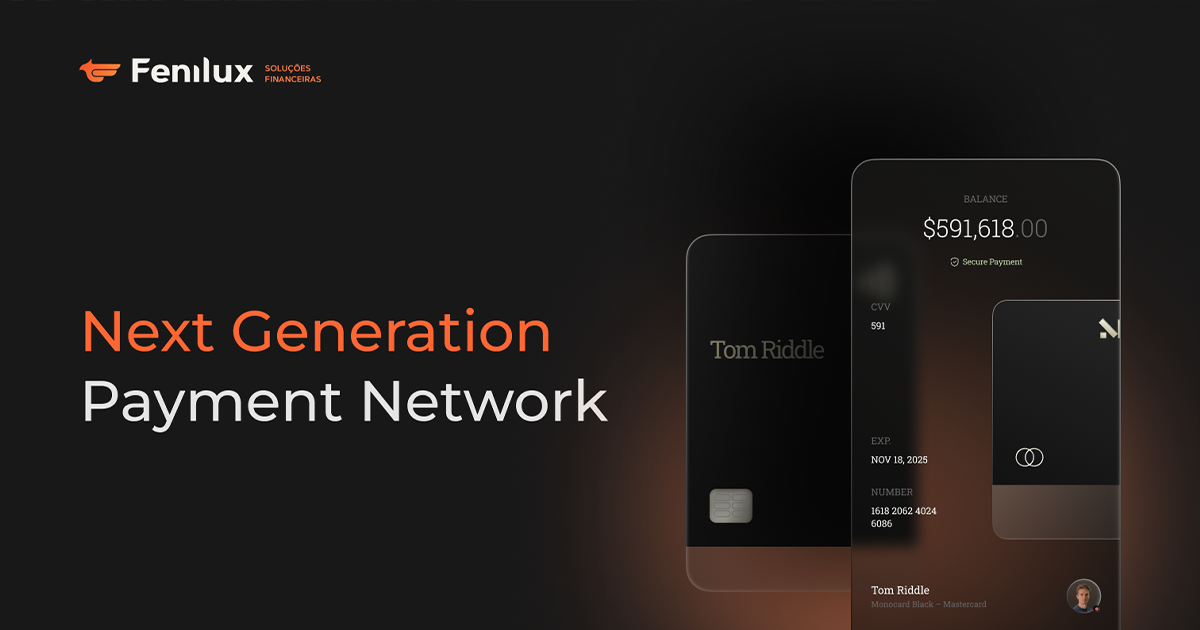 Fenilux
SOLUÇÕES
FINANCEIRAS
Next Generation
Payment Network
Tom Riddle
BALANCE
$591,618.00
Secure Payment
CVV
591
EXP.
NOV 18, 2025
NUMBER
1618 2062 4024
6086
Tom Riddle
Monocard Black — Mastercard